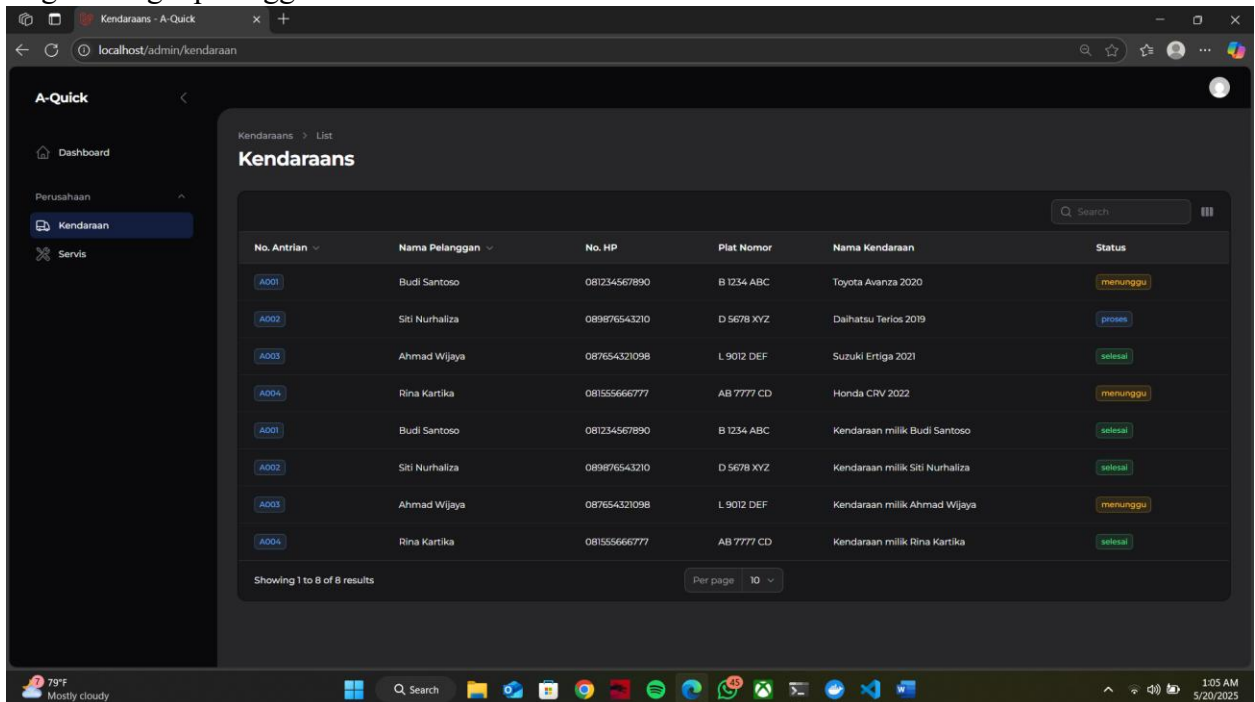 Kendaraans - A-Quick
localhost/admin/kendaraan
A-Quick
Dashboard
Perusahaan
Kendaraan
Servis
Kendaraans > List
Kendaraans
Search
No. Antrian Nama Pelanggan No. HP Plat Nomor Nama Kendaraan Status
A001 Budi Santoso 081234567890 B 1234 ABC Toyota Avanza 2020 menunggu
A002 Siti Nurhaliza 089876543210 D 5678 XYZ Daihatsu Terios 2019 proses
A003 Ahmad Wijaya 087654321098 L 9012 DEF Suzuki Ertiga 2021 selesai
A004 Rina Kartika 081555666777 AB 7777 CD Honda CRV 2022 menunggu
A001 Budi Santoso 081234567890 B 1234 ABC Kendaraan milik Budi Santoso selesai
A002 Siti Nurhaliza 089876543210 D 5678 XYZ Kendaraan milik Siti Nurhaliza selesai
A003 Ahmad Wijaya 087654321098 L 9012 DEF Kendaraan milik Ahmad Wijaya menunggu
A004 Rina Kartika 081555666777 AB 7777 CD Kendaraan milik Rina Kartika selesai
Showing 1 to 8 of 8 results Per page 10
7 79°F
Mostly cloudy
Search
45
1:05 AM
5/20/2025